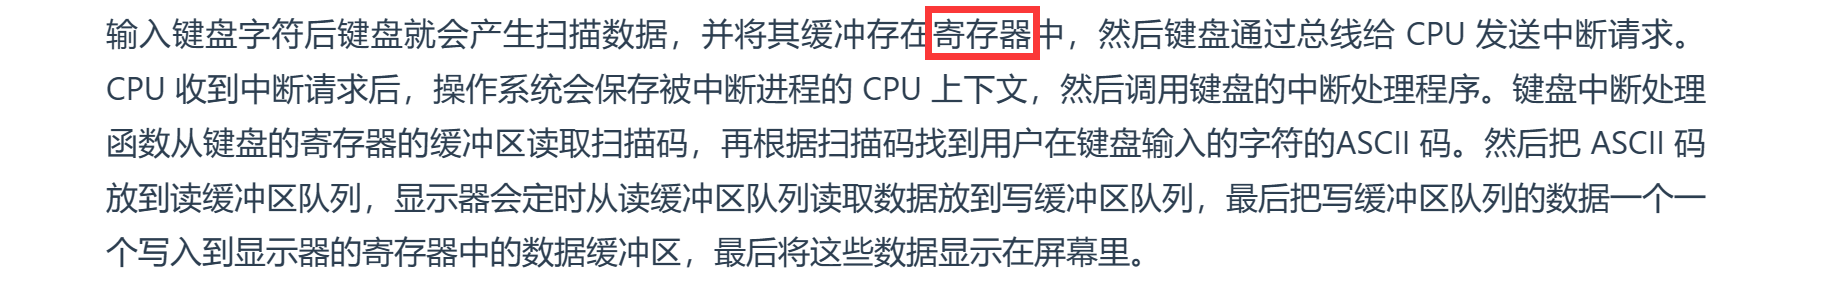 输入键盘字符后键盘就会产生扫描数据，并将其缓冲存在寄存器中，然后键盘通过总线给 CPU 发送中断请求。
CPU 收到中断请求后，操作系统会保存被中断进程的 CPU 上下文，然后调用键盘的中断处理程序。键盘中断处理
函数从键盘的寄存器的缓冲区读取扫描码，再根据扫描码找到用户在键盘输入的字符的ASCII 码。然后把 ASCII 码
放到读缓冲区队列，显示器会定时从读缓冲区队列读取数据放到写缓冲区队列，最后把写缓冲区队列的数据一个一
个写入到显示器的寄存器中的数据缓冲区，最后将这些数据显示在屏幕里。